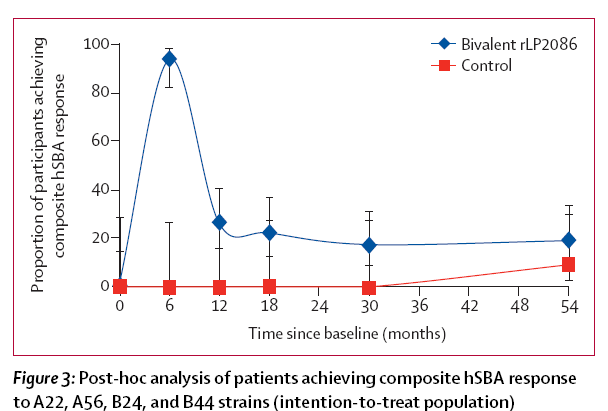 Proportion of participants achieving
composite hSBA response
100
80
60
40
20
0
Bivalent rLP2086
Control
0 6 12 18 24 30 36 42 48 54
Time since baseline (months)
Figure 3: Post-hoc analysis of patients achieving composite hSBA response
to A22, A56, B24, and B44 strains (intention-to-treat population)